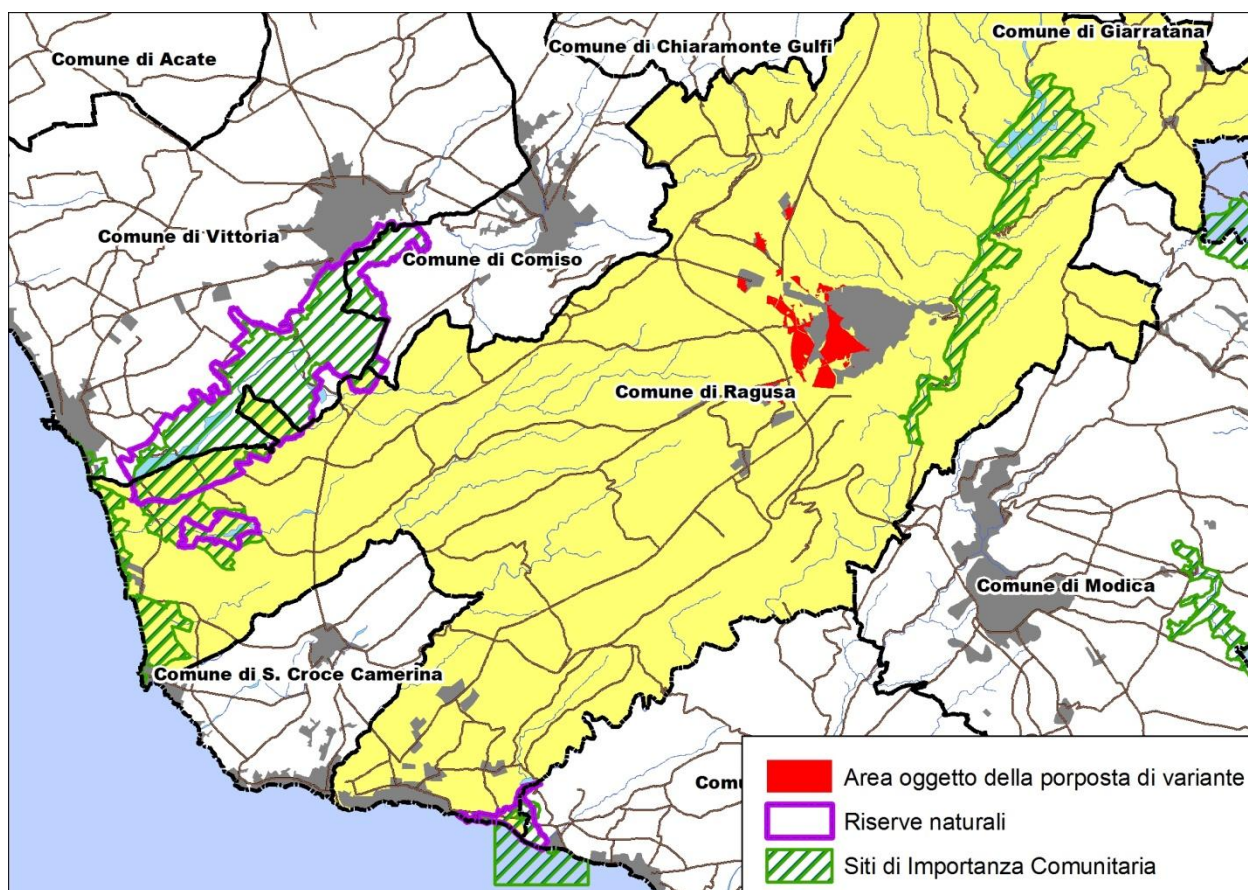 Comune di Chiaramonte Gulfi
Comune di Giarratana
Comune di Acate
Comune di Vittoria
Comune di Comiso
Comune di Ragusa
Comune di Modica
Comune di S. Croce Camerina
Area oggetto della porposta di variante
Riserve naturali
Siti di Importanza Comunitaria